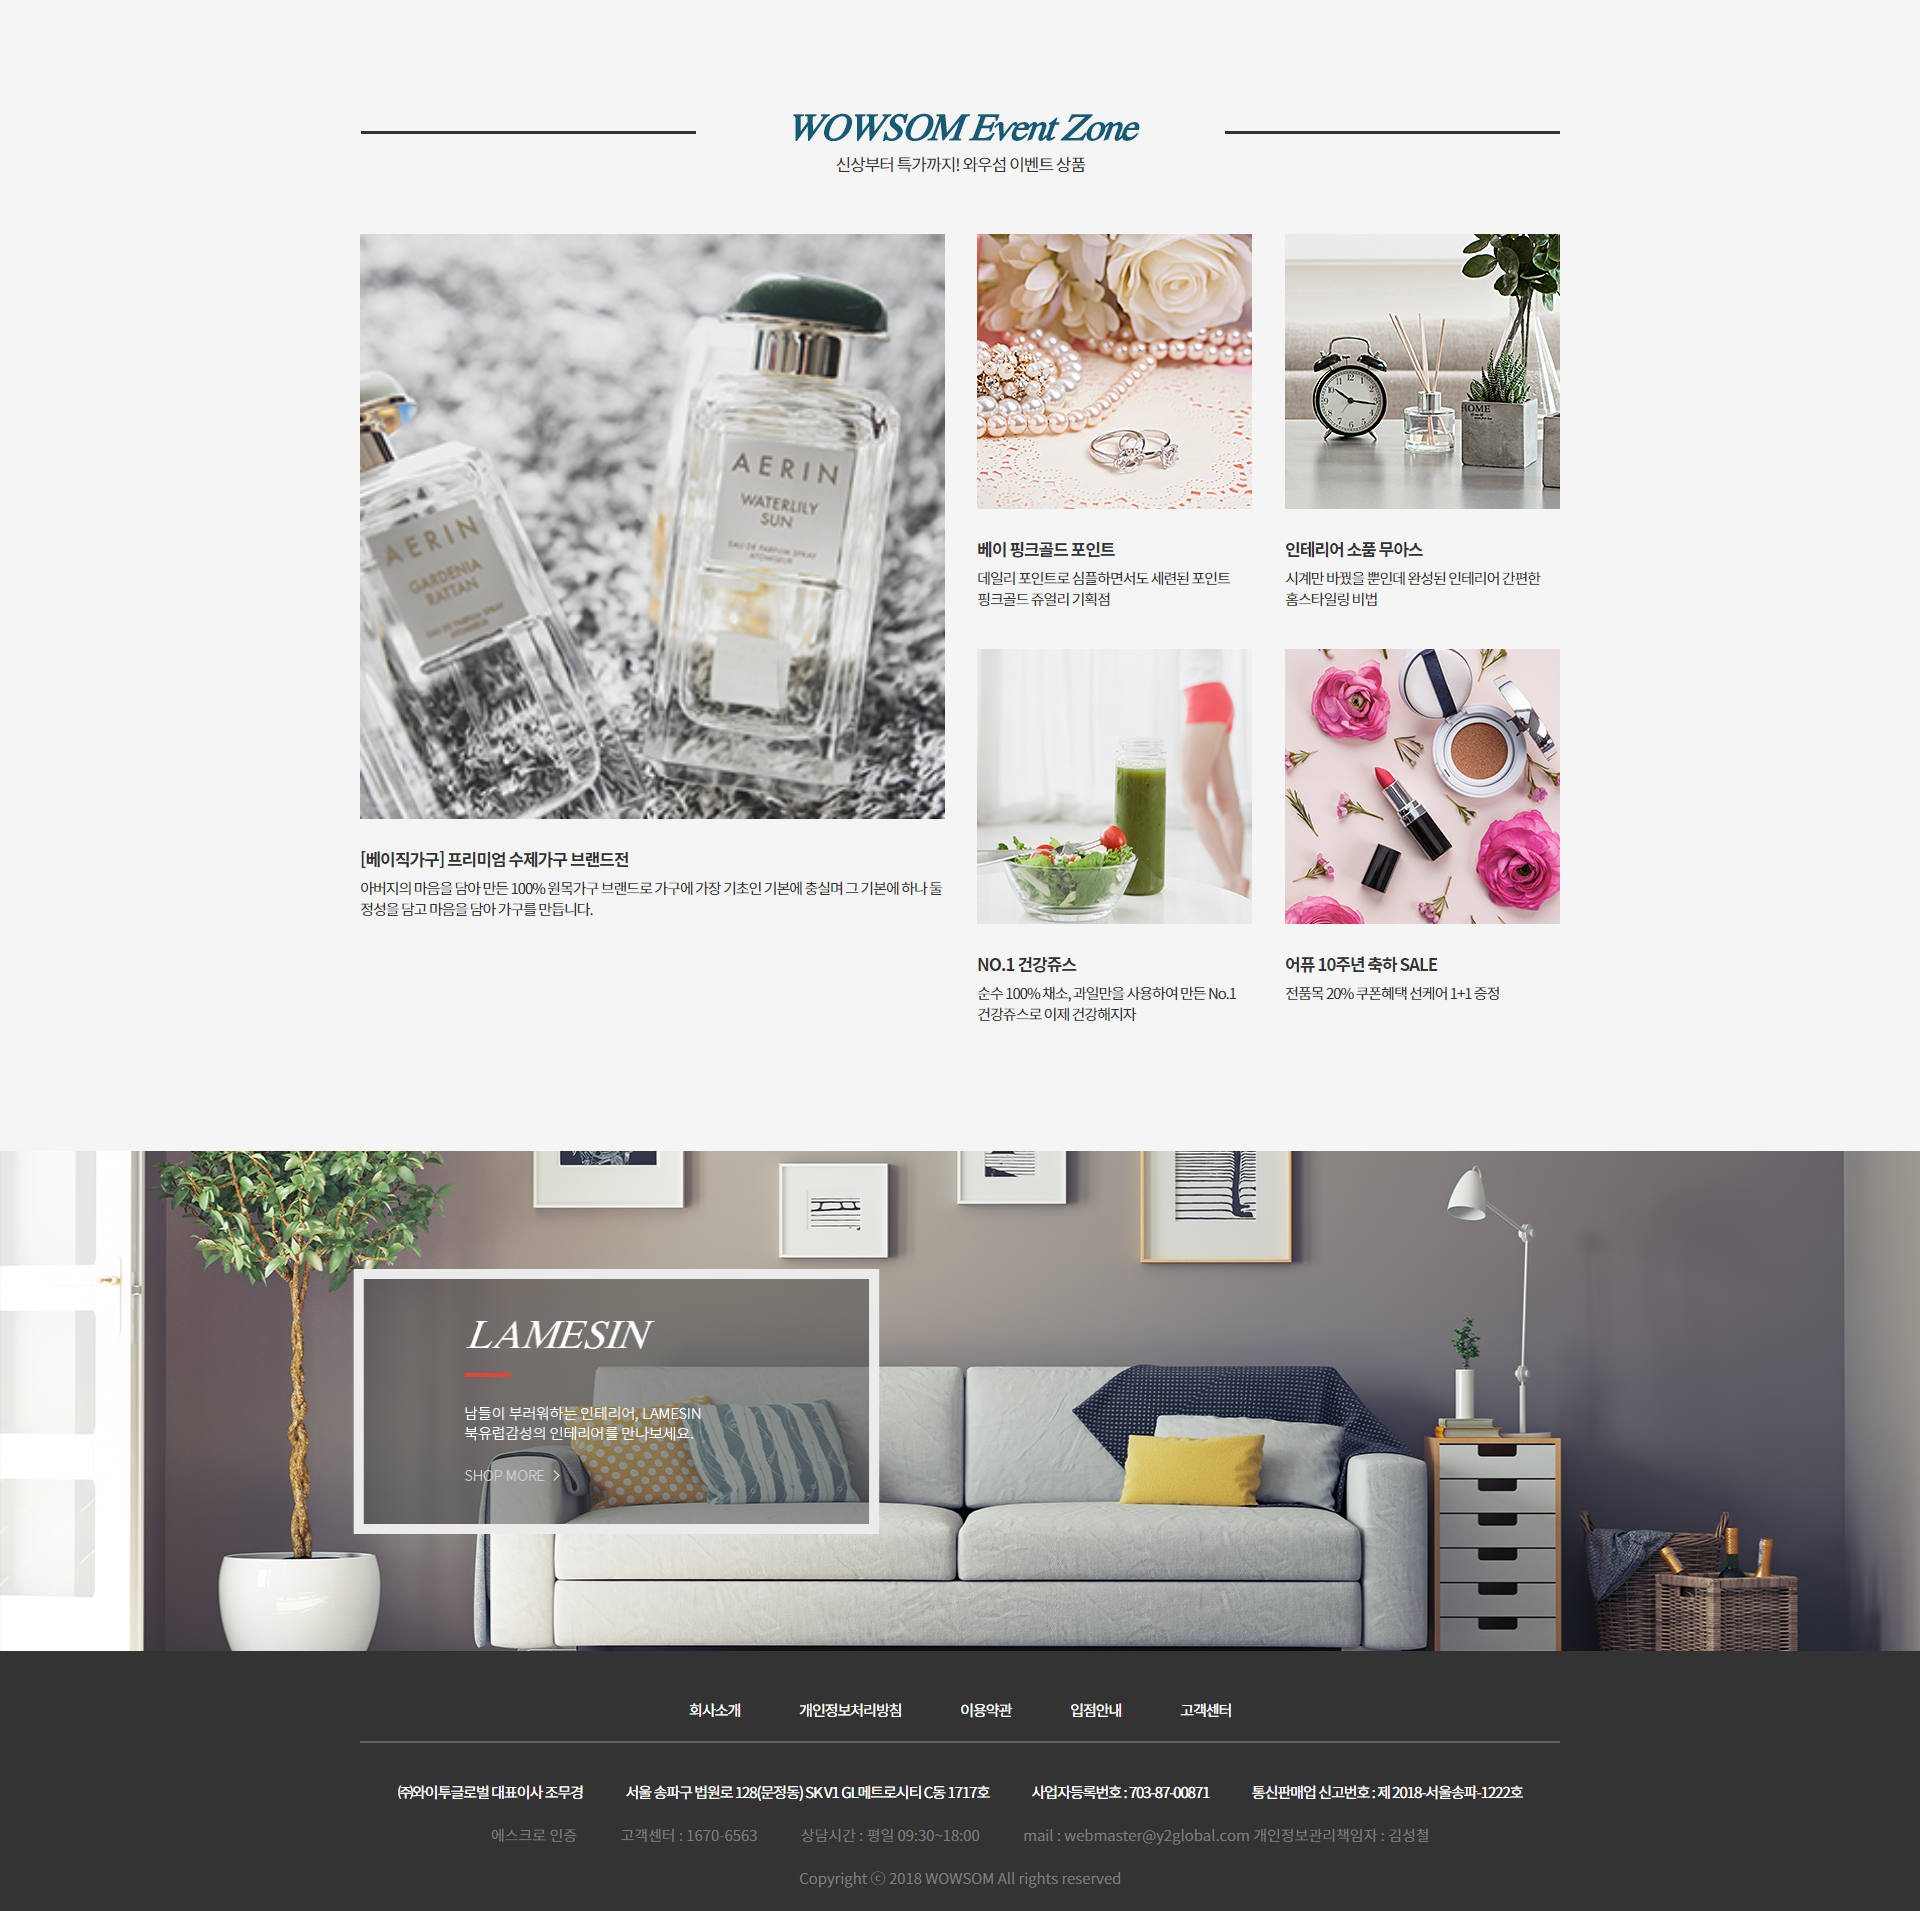 WOWSOM Event Zone
신상부터 특가까지! 와우섬 이벤트 상품
AERIN
WATERLILY
SUN
EAU DE PARFUM SPRAY
ATOMISEUR
AERIN
GARDENIA
RATTAN
EAU DE PARFUM SPRAY
ATOMISEUR
HOME
베이 핑크골드 포인트
데일리 포인트로 심플하면서도 세련된 포인트
핑크골드 쥬얼리 기획점
인테리어 소품 무아스
시계만 바꿨을 뿐인데 완성된 인테리어 간편한
홈스타일링 비법
[베이직가구] 프리미엄 수제가구 브랜드전
아버지의 마음을 담아 만든 100% 원목가구 브랜드로 가구에 가장 기초인 기본에 충실며 그 기본에 하나 둘
정성을 담고 마음을 담아 가구를 만듭니다.
NO.1 건강쥬스
순수 100% 채소, 과일만을 사용하여 만든 No.1
건강쥬스로 이제 건강해지자
어퓨 10주년 축하 SALE
전품목 20% 쿠폰혜택 선케어 1+1 증정
LAMESIN
남들이 부러워하는 인테리어, LAMESIN
북유럽감성의 인테리어를 만나보세요.
SHOP MORE >
회사소개 개인정보처리방침 이용약관 입점안내 고객센터
㈜와이투글로벌 대표이사 조무경 서울 송파구 법원로 128(문정동) SK V1 GL메트로시티 C동 1717호 사업자등록번호 : 703-87-00871 통신판매업 신고번호 : 제 2018-서울송파-1222호
에스크로 인증 고객센터 : 1670-6563 상담시간 : 평일 09:30~18:00 mail : webmaster@y2global.com 개인정보관리책임자 : 김성철
Copyright ⓒ 2018 WOWSOM All rights reserved